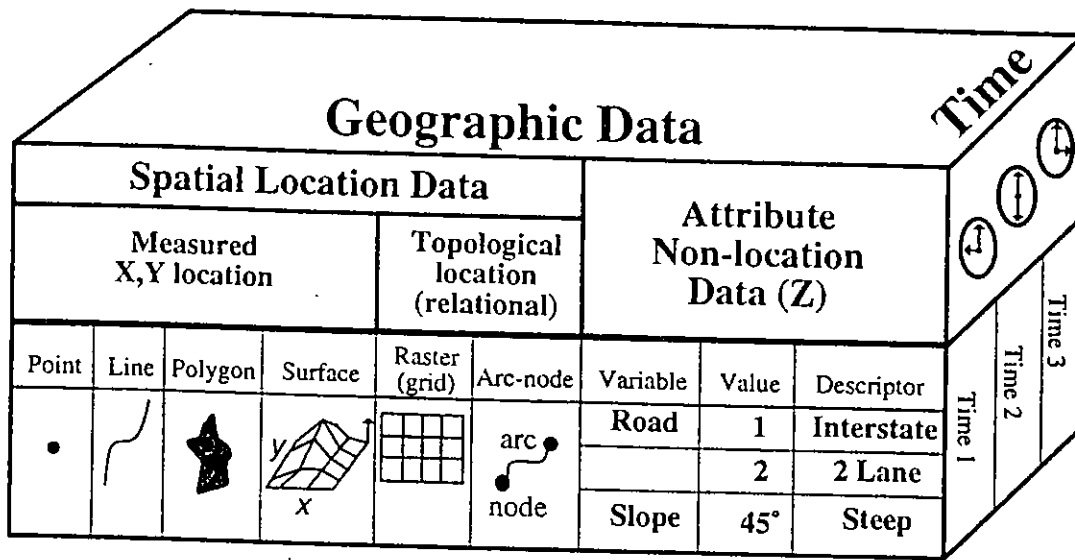 Geographic Data
Time
Spatial Location Data
Measured
X,Y location
Topological
location
(relational)
Attribute
Non-location
Data (Z)
Point Line Polygon Surface Raster
(grid) Arc-node Variable Value Descriptor
Road 1 Interstate
2 2 Lane
Slope 45° Steep
y
x
arc
node
Time 1
Time 2
Time 3